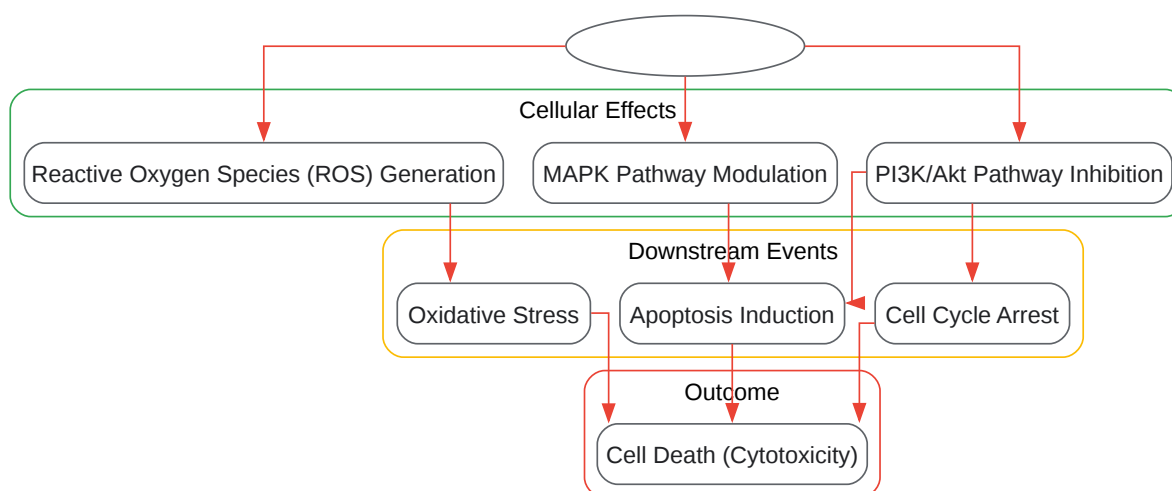 Cellular Effects
Reactive Oxygen Species (ROS) Generation
MAPK Pathway Modulation
PI3K/Akt Pathway Inhibition
Downstream Events
Oxidative Stress
Apoptosis Induction
Cell Cycle Arrest
Outcome
Cell Death (Cytotoxicity)